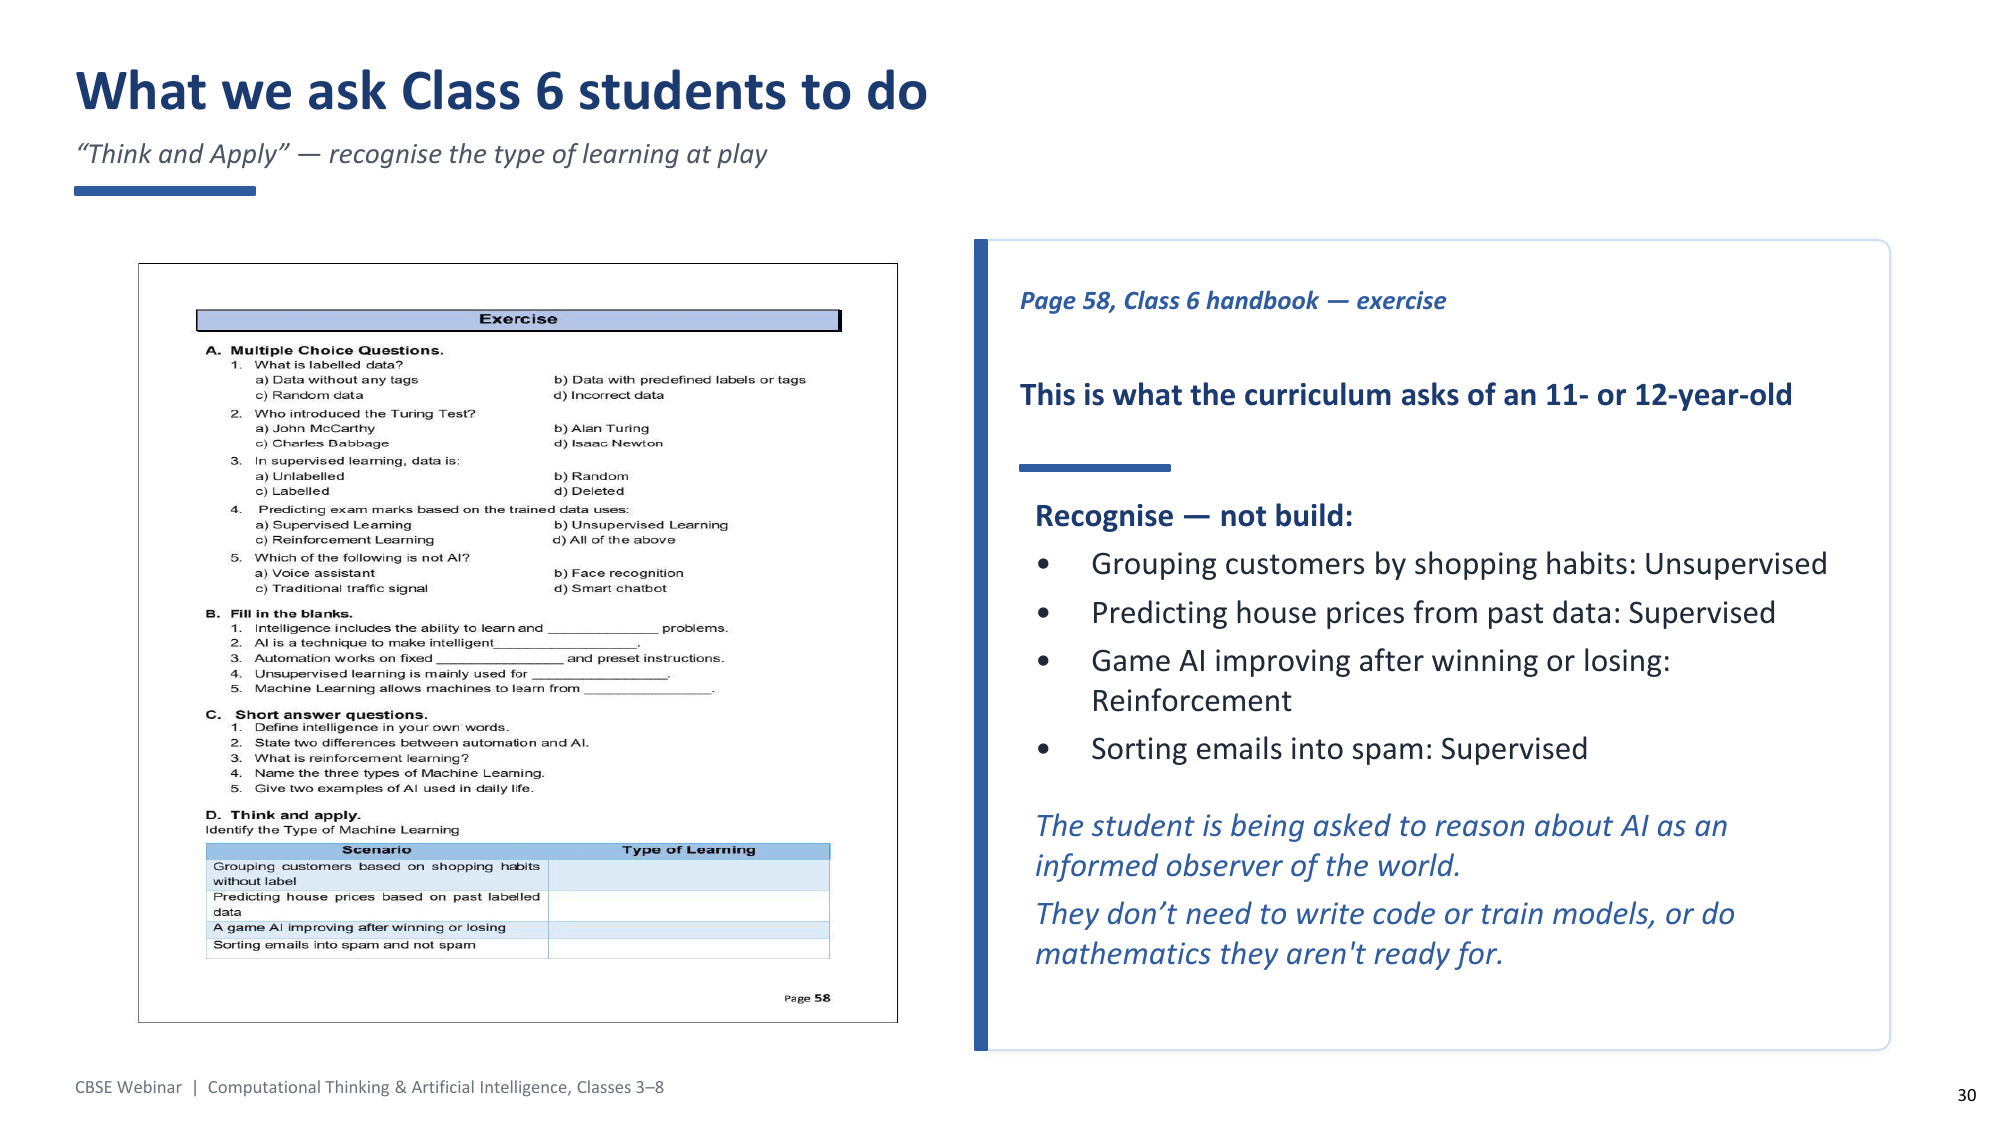 What we ask Class 6 students to do
“Think and Apply” — recognise the type of learning at play
Exercise
A. Multiple Choice Questions.
1. What is labelled data?
a) Data without any tags b) Data with predefined labels or tags
c) Random data d) Incorrect data
2. Who introduced the Turing Test?
a) John McCarthy b) Alan Turing
c) Charles Babbage d) Isaac Newton
3. In supervised learning, data is:
a) Unlabelled b) Random
c) Labelled d) Deleted
4. Predicting exam marks based on the trained data uses:
a) Supervised Learning b) Unsupervised Learning
c) Reinforcement Learning d) All of the above
5. Which of the following is not AI?
a) Voice assistant b) Face recognition
c) Traditional traffic signal d) Smart chatbot
B. Fill in the blanks.
1. Intelligence includes the ability to learn and _______________ problems.
2. AI is a technique to make intelligent____________________.
3. Automation works on fixed _________________ and preset instructions.
4. Unsupervised learning is mainly used for ___________________.
5. Machine Learning allows machines to learn from _________________.
C. Short answer questions.
1. Define intelligence in your own words.
2. State two differences between automation and AI.
3. What is reinforcement learning?
4. Name the three types of Machine Learning.
5. Give two examples of AI used in daily life.
D. Think and apply.
Identify the Type of Machine Learning
Scenario Type of Learning
Grouping customers based on shopping habits
without label
Predicting house prices based on past labelled
data
A game AI improving after winning or losing
Sorting emails into spam and not spam
Page 58
Page 58, Class 6 handbook — exercise
This is what the curriculum asks of an 11- or 12-year-old
Recognise — not build:
• Grouping customers by shopping habits: Unsupervised
• Predicting house prices from past data: Supervised
• Game AI improving after winning or losing:
Reinforcement
• Sorting emails into spam: Supervised
The student is being asked to reason about AI as an
informed observer of the world.
They don’t need to write code or train models, or do
mathematics they aren't ready for.
CBSE Webinar | Computational Thinking & Artificial Intelligence, Classes 3–8
30